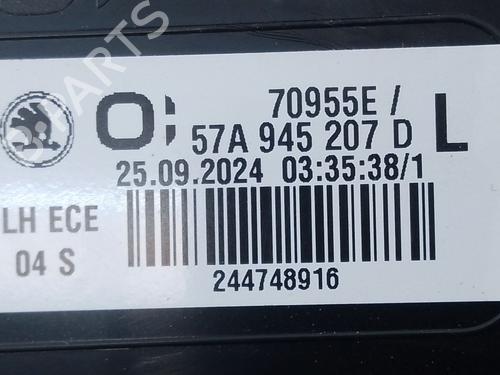 70955E /
57A 945 207 D L
25.09.2024 03:35:38/1
LH ECE
04 S
244748916